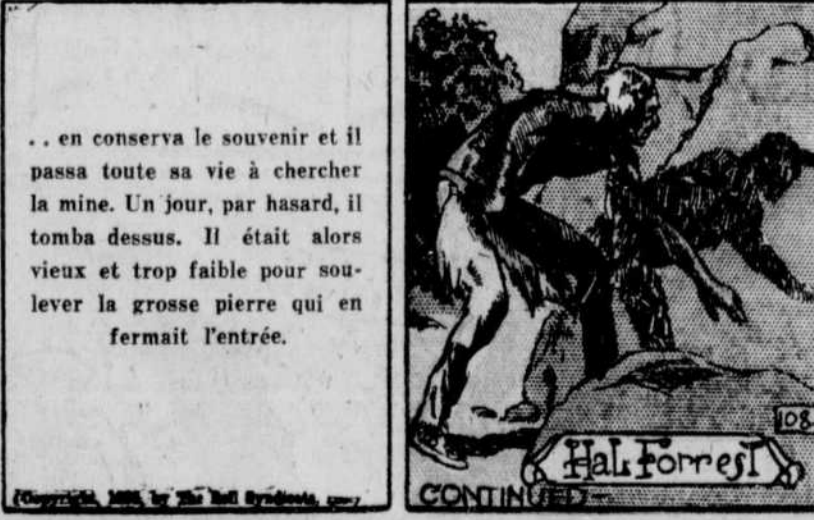 . . en conserva le souvenir et il
passa toute sa vie à chercher
la mine. Un jour, par hasard, il
tomba dessus. Il était alors
vieux et trop faible pour sou-
lever la grosse pierre qui en
fermait l'entrée.
(Copyright, by The Bell Syndicate,
108
Hal Forrest
CONTINUED